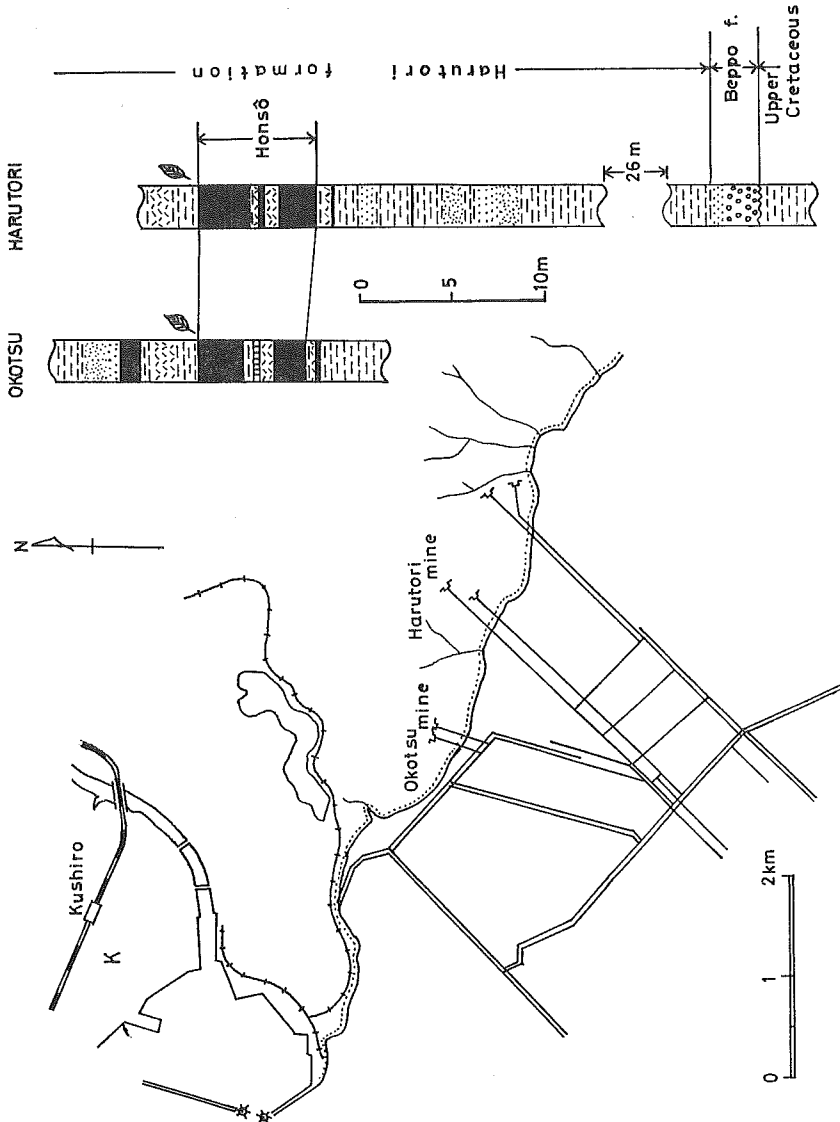 OKOTSU
HARUTORI
Harutori formation
Honsô
26 m
Beppo f.
Upper
Cretaceous
0
5
10m
N
Kushiro
K
Okotsu
mine
Harutori
mine
0
1
2km